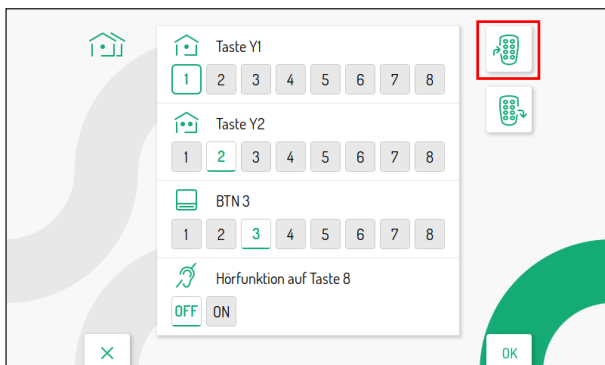 Taste Y1
1 2 3 4 5 6 7 8
Taste Y2
1 2 3 4 5 6 7 8
BTN 3
1 2 3 4 5 6 7 8
Hörfunktion auf Taste 8
OFF ON
OK